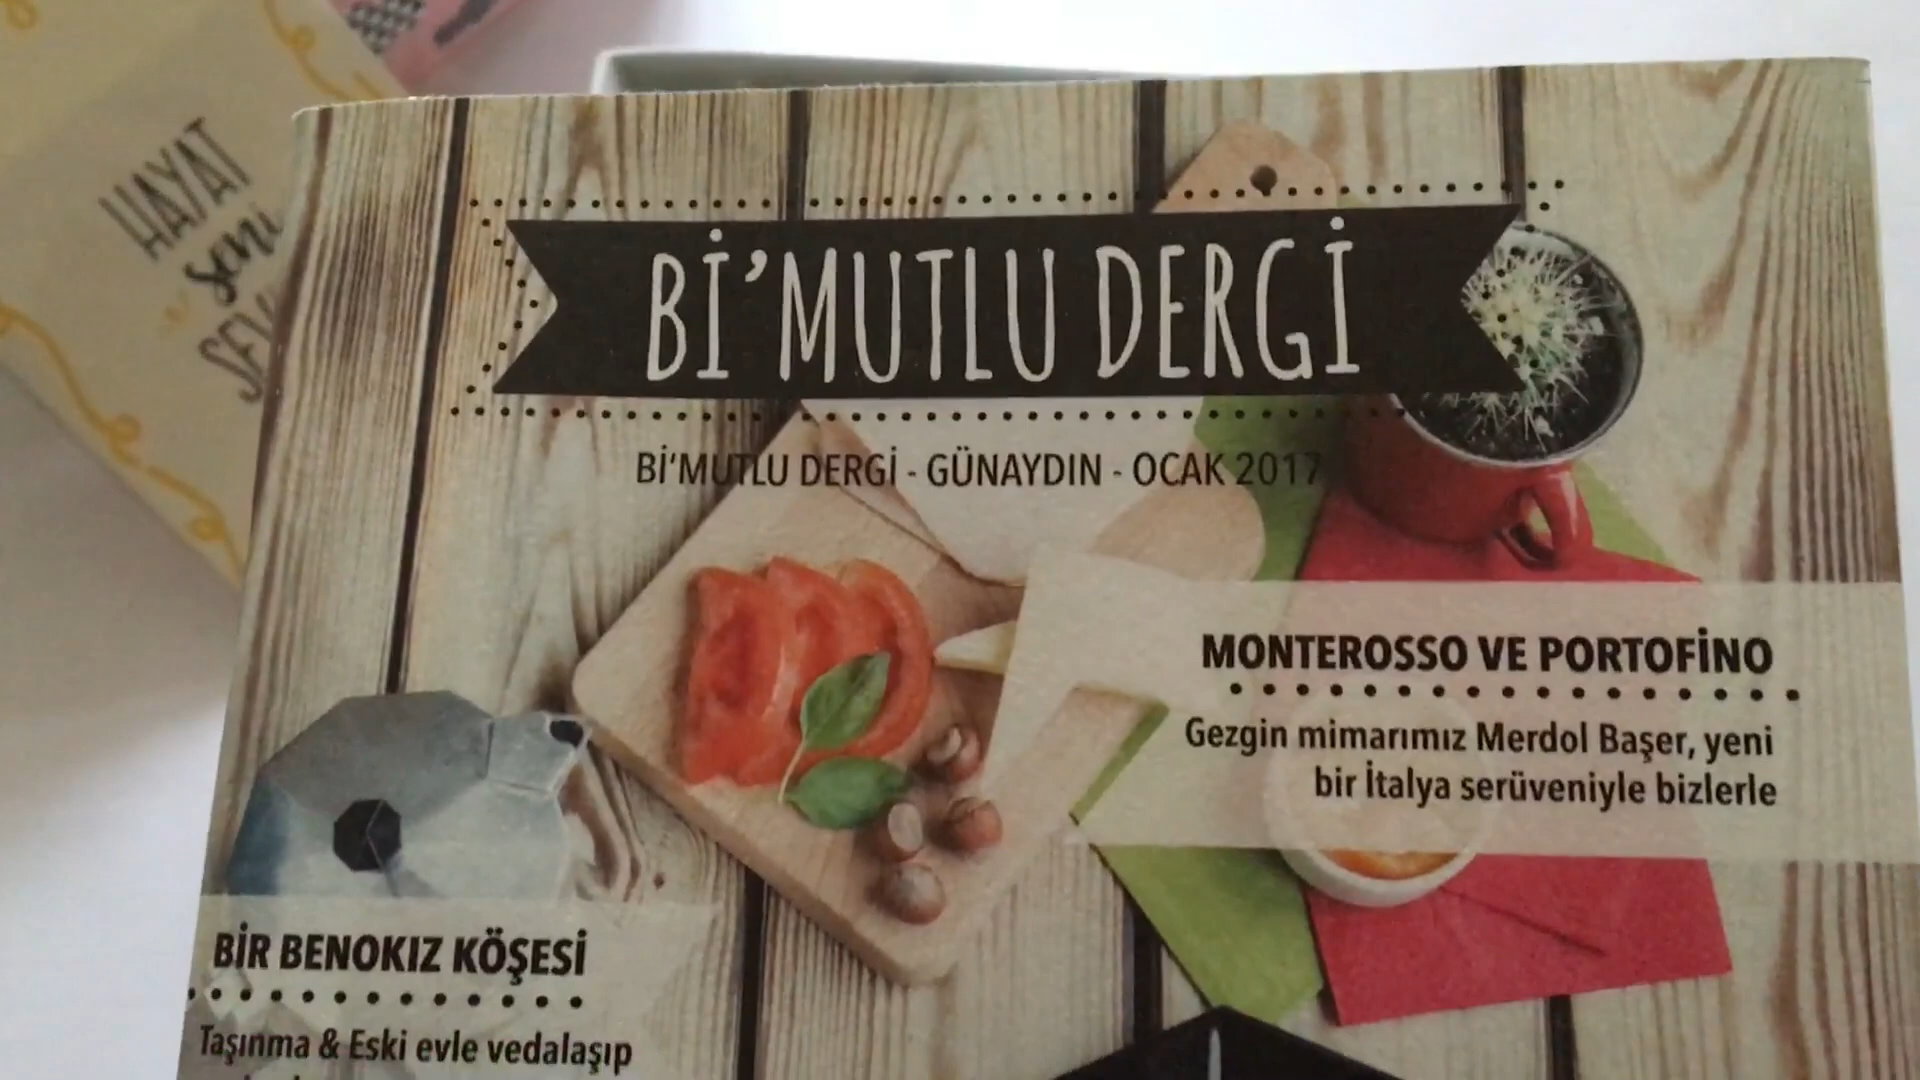 HAYAT
seni
Bİ'MUTLU DERGİ
Bİ'MUTLU DERGİ - GÜNAYDIN - OCAK 2017
MONTEROSSO VE PORTOFİNO
Gezgin mimarımız Merdol Başer, yeni
bir İtalya serüveniyle bizlerle
BİR BENOKIZ KÖŞESİ
Taşınma & Eski evle vedalaşıp